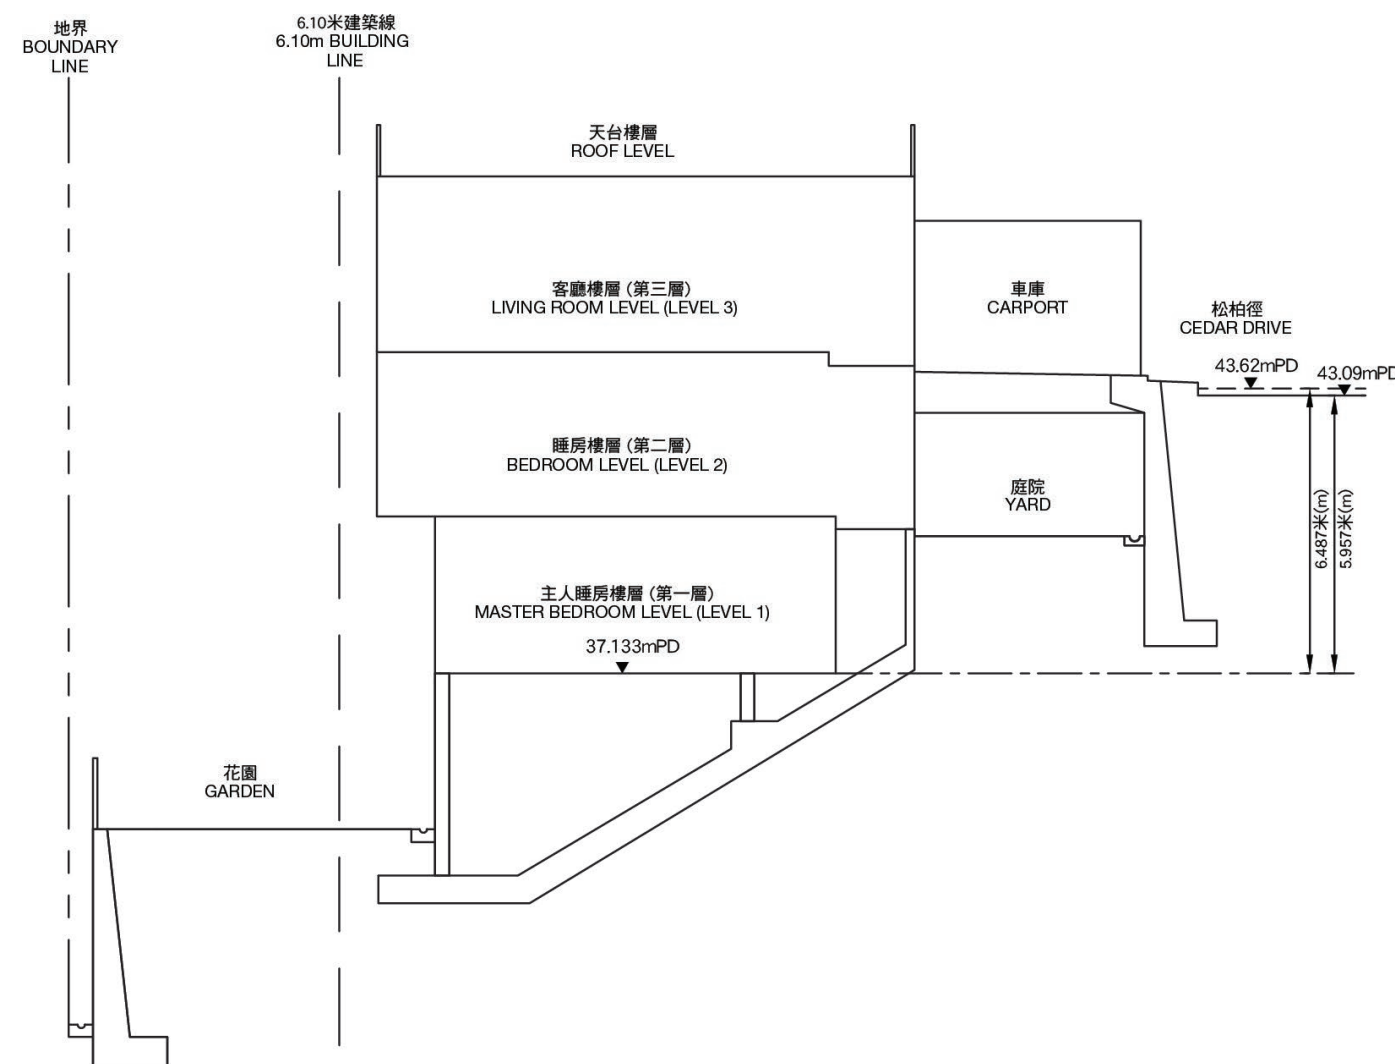 地界
BOUNDARY
LINE
6.10米建築線
6.10m BUILDING
LINE
天台樓層
ROOF LEVEL
客廳樓層 (第三層)
LIVING ROOM LEVEL (LEVEL 3)
車庫
CARPORT
松柏徑
CEDAR DRIVE
43.62mPD
43.09mPD
睡房樓層 (第二層)
BEDROOM LEVEL (LEVEL 2)
庭院
YARD
6.487米(m)
5.957米(m)
主人睡房樓層 (第一層)
MASTER BEDROOM LEVEL (LEVEL 1)
37.133mPD
花園
GARDEN